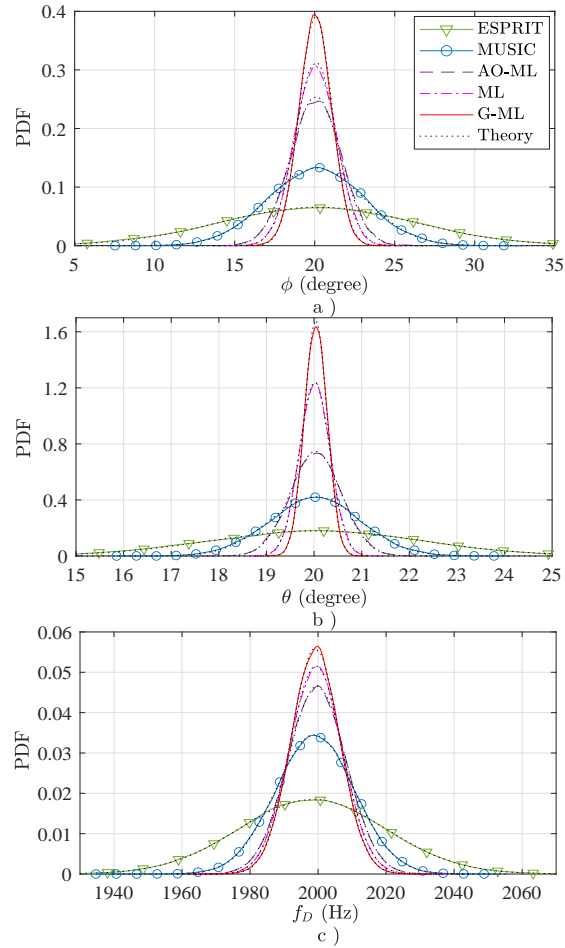 0.4
0.3
0.2
0.1
0
PDF
ESPRIT
MUSIC
AO-ML
ML
G-ML
Theory
5 10 15 20 25 30 35
ϕ (degree)
a )
1.6
1.2
0.8
0.4
0
PDF
15 16 17 18 19 20 21 22 23 24 25
θ (degree)
b )
0.06
0.05
0.04
0.03
0.02
0.01
0
PDF
1940 1960 1980 2000 2020 2040 2060
f_D (Hz)
c )